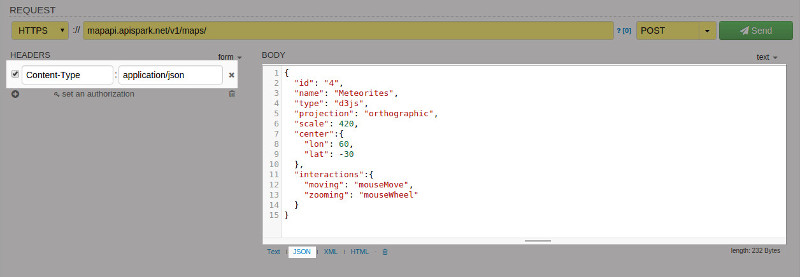 REQUEST
HTTPS :// mapapi.apispark.net/v1/maps/ ? [0] POST Send
HEADERS form
Content-Type : application/json
set an authorization
BODY text
1 {
2 "id": "4",
3 "name": "Meteorites",
4 "type": "d3js",
5 "projection": "orthographic",
6 "scale": 420,
7 "center":{
8 "lon": 60,
9 "lat": -30
10 },
11 "interactions":{
12 "moving": "mouseMove",
13 "zooming": "mouseWheel"
14 }
15 }
Text JSON XML HTML length: 232 Bytes